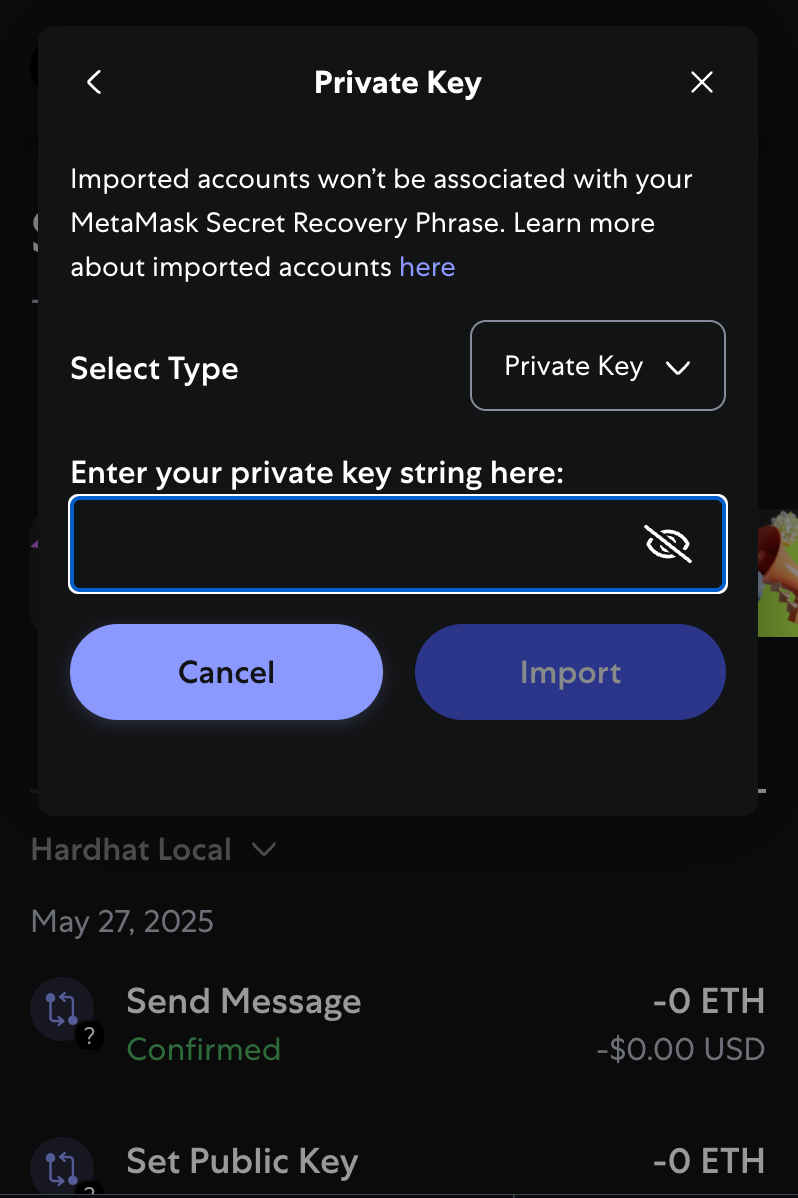 Private Key
Imported accounts won’t be associated with your
MetaMask Secret Recovery Phrase. Learn more
about imported accounts here
Select Type
Private Key
Enter your private key string here:
Cancel
Import
Hardhat Local
May 27, 2025
Send Message
-0 ETH
?
Confirmed
-$0.00 USD
Set Public Key
-0 ETH
?